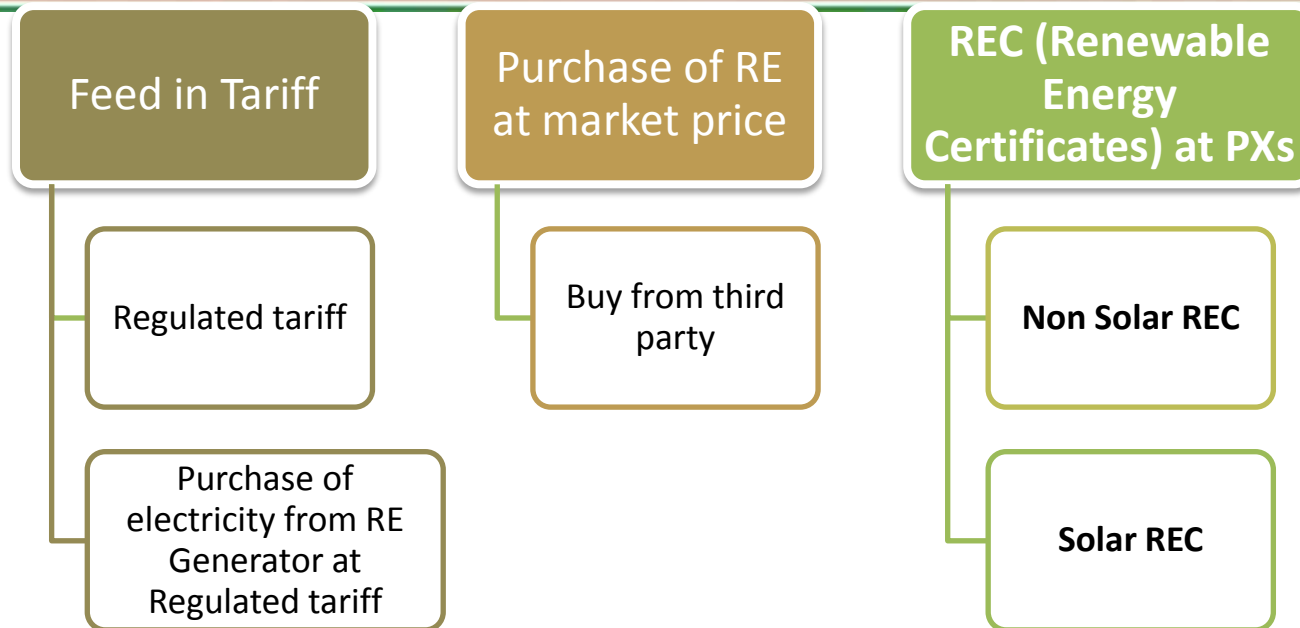 Feed in Tariff
Regulated tariff
Purchase of
electricity from RE
Generator at
Regulated tariff
Purchase of RE
at market price
Buy from third
party
REC (Renewable
Energy
Certificates) at PXs
Non Solar REC
Solar REC